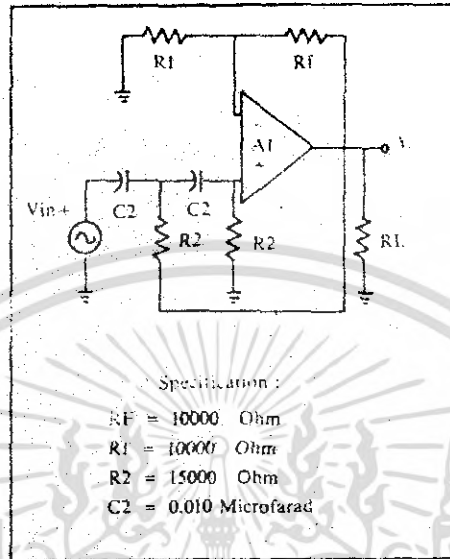 R1 Rf
A1
Vin +
C2 C2
R2 R2 RL
Specification :
RF = 10000 Ohm
R1 = 10000 Ohm
R2 = 15000 Ohm
C2 = 0.010 Microfarad